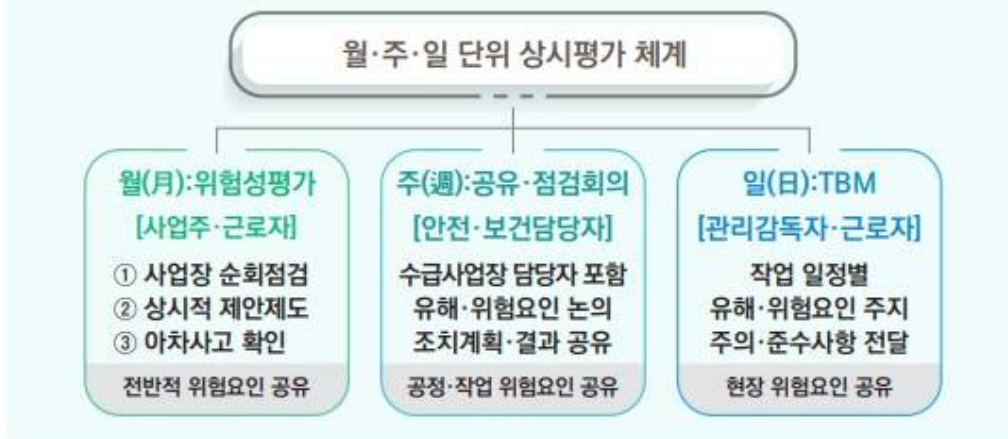 월·주·일 단위 상시평가 체계
월(月):위험성평가
[사업주·근로자]
① 사업장 순회점검
② 상시적 제안제도
③ 아차사고 확인
전반적 위험요인 공유
주(週):공유·점검회의
[안전·보건담당자]
수급사업장 담당자 포함
유해·위험요인 논의
조치계획·결과 공유
공정·작업 위험요인 공유
일(日):TBM
[관리감독자·근로자]
작업 일정별
유해·위험요인 주지
주의·준수사항 전달
현장 위험요인 공유